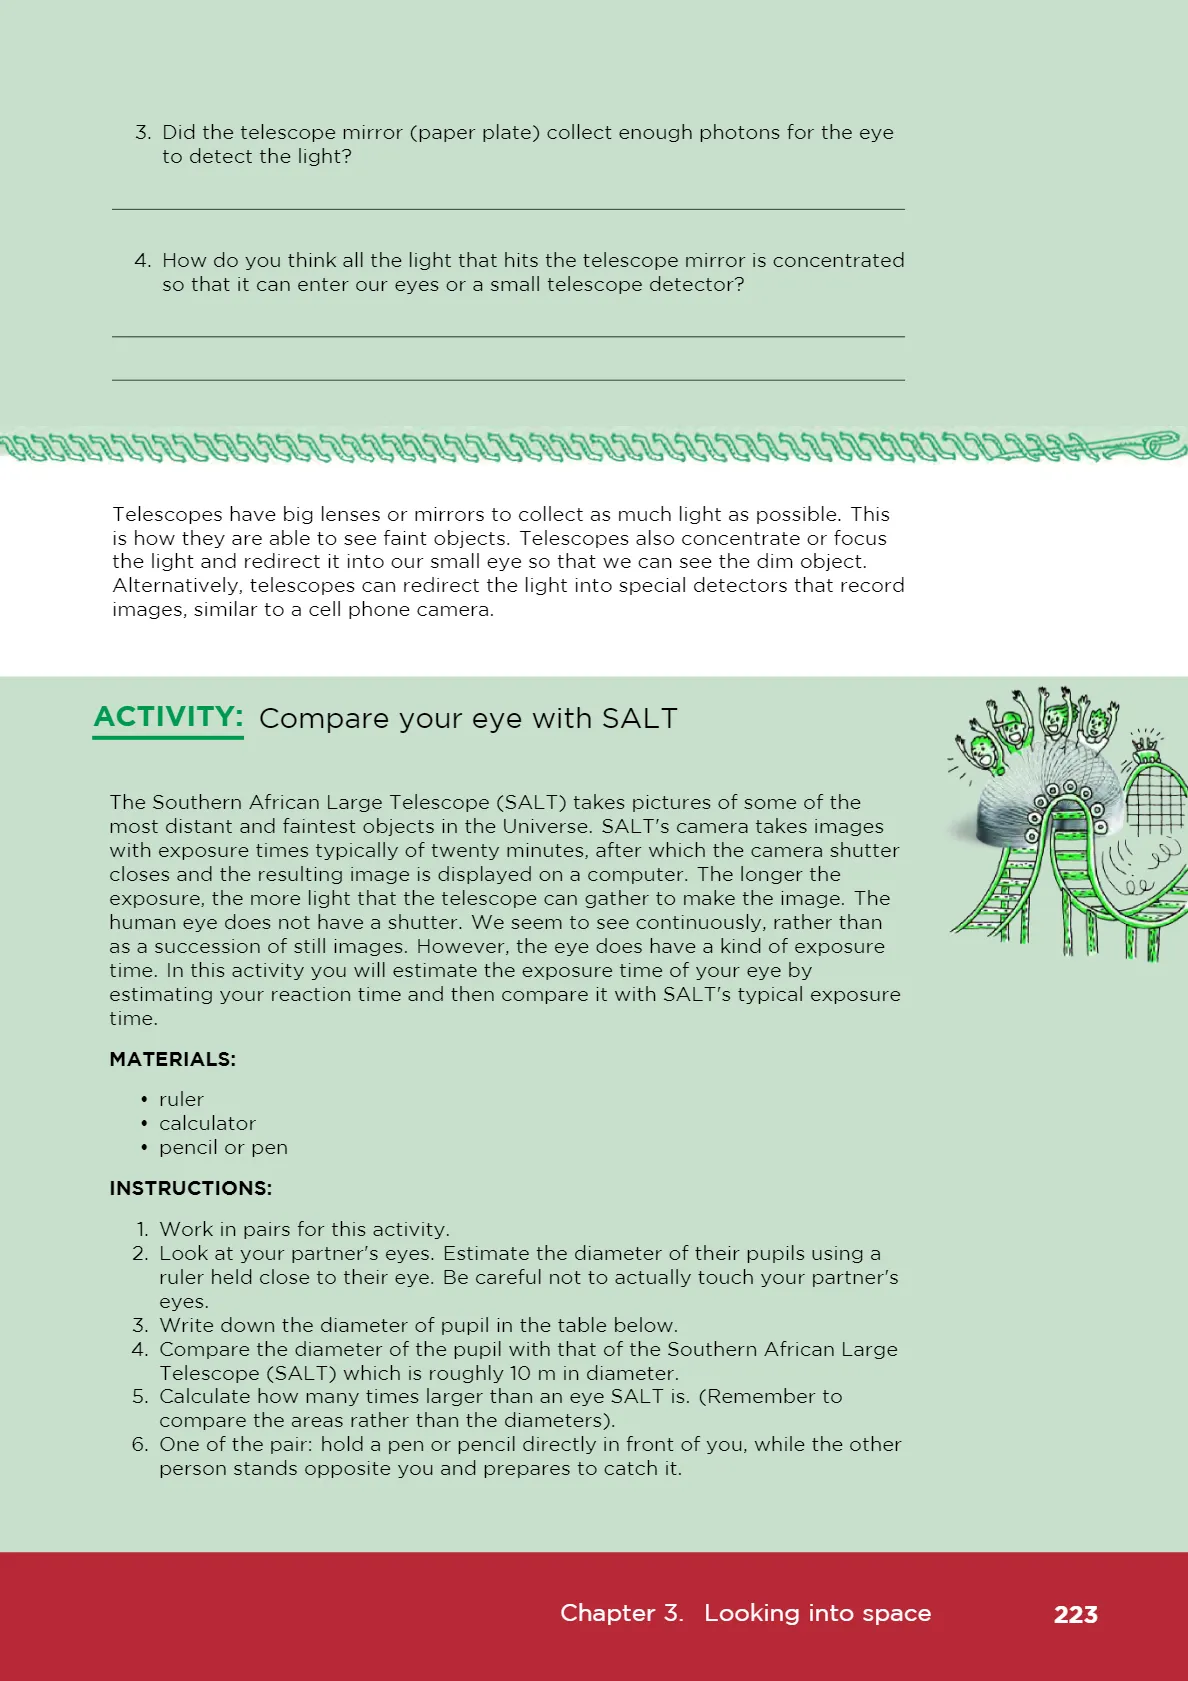 3. Did the telescope mirror (paper plate) collect enough photons for the eye
to detect the light?
4. How do you think all the light that hits the telescope mirror is concentrated
so that it can enter our eyes or a small telescope detector?
Telescopes have big lenses or mirrors to collect as much light as possible. This
is how they are able to see faint objects. Telescopes also concentrate or focus
the light and redirect it into our small eye so that we can see the dim object.
Alternatively, telescopes can redirect the light into special detectors that record
images, similar to a cell phone camera.
ACTIVITY: Compare your eye with SALT
The Southern African Large Telescope (SALT) takes pictures of some of the
most distant and faintest objects in the Universe. SALT's camera takes images
with exposure times typically of twenty minutes, after which the camera shutter
closes and the resulting image is displayed on a computer. The longer the
exposure, the more light that the telescope can gather to make the image. The
human eye does not have a shutter. We seem to see continuously, rather than
as a succession of still images. However, the eye does have a kind of exposure
time. In this activity you will estimate the exposure time of your eye by
estimating your reaction time and then compare it with SALT's typical exposure
time.
MATERIALS:
• ruler
• calculator
• pencil or pen
INSTRUCTIONS:
1. Work in pairs for this activity.
2. Look at your partner's eyes. Estimate the diameter of their pupils using a
ruler held close to their eye. Be careful not to actually touch your partner's
eyes.
3. Write down the diameter of pupil in the table below.
4. Compare the diameter of the pupil with that of the Southern African Large
Telescope (SALT) which is roughly 10 m in diameter.
5. Calculate how many times larger than an eye SALT is. (Remember to
compare the areas rather than the diameters).
6. One of the pair: hold a pen or pencil directly in front of you, while the other
person stands opposite you and prepares to catch it.
Chapter 3. Looking into space 223